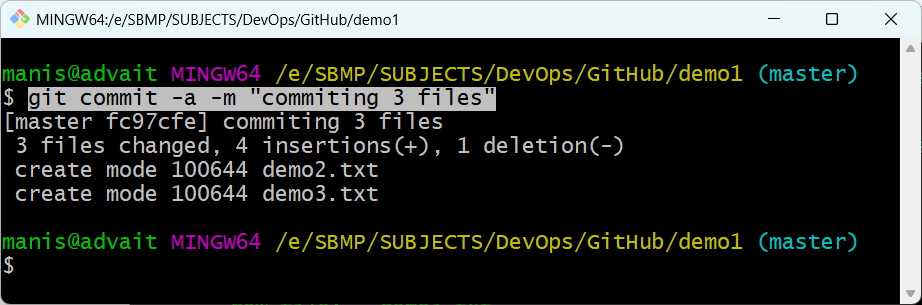 MINGW64:/e/SBMP/SUBJECTS/DevOps/GitHub/demo1
manis@advait MINGW64 /e/SBMP/SUBJECTS/DevOps/GitHub/demo1 (master)
$ git commit -a -m "commiting 3 files"
[master fc97cfe] commiting 3 files
 3 files changed, 4 insertions(+), 1 deletion(-)
 create mode 100644 demo2.txt
 create mode 100644 demo3.txt
manis@advait MINGW64 /e/SBMP/SUBJECTS/DevOps/GitHub/demo1 (master)
$